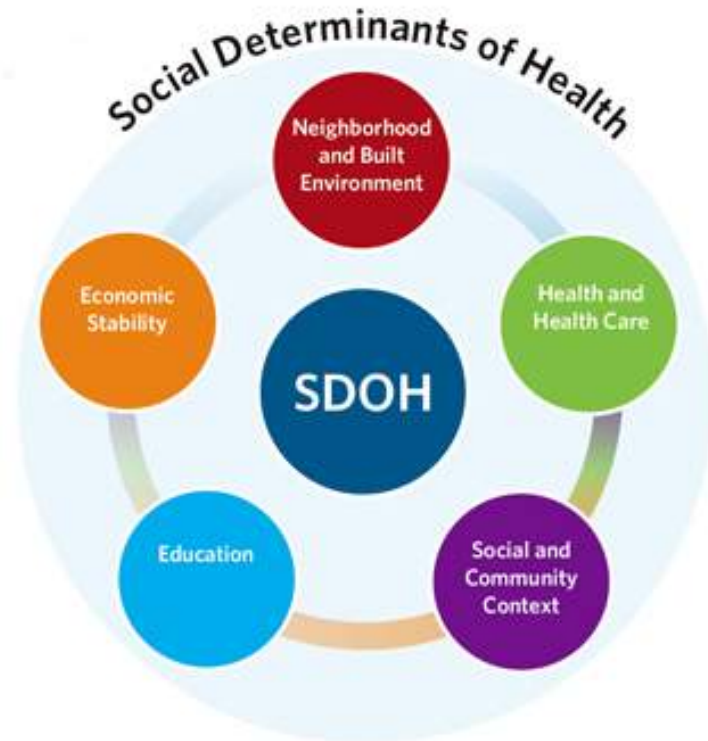 Social Determinants of Health
Neighborhood
and Built
Environment
Economic
Stability
Health and
Health Care
SDOH
Education
Social and
Community
Context